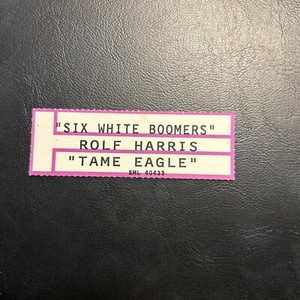 "SIX WHITE BOOMERS"
ROLF HARRIS
"TAME EAGLE"
EML 40433